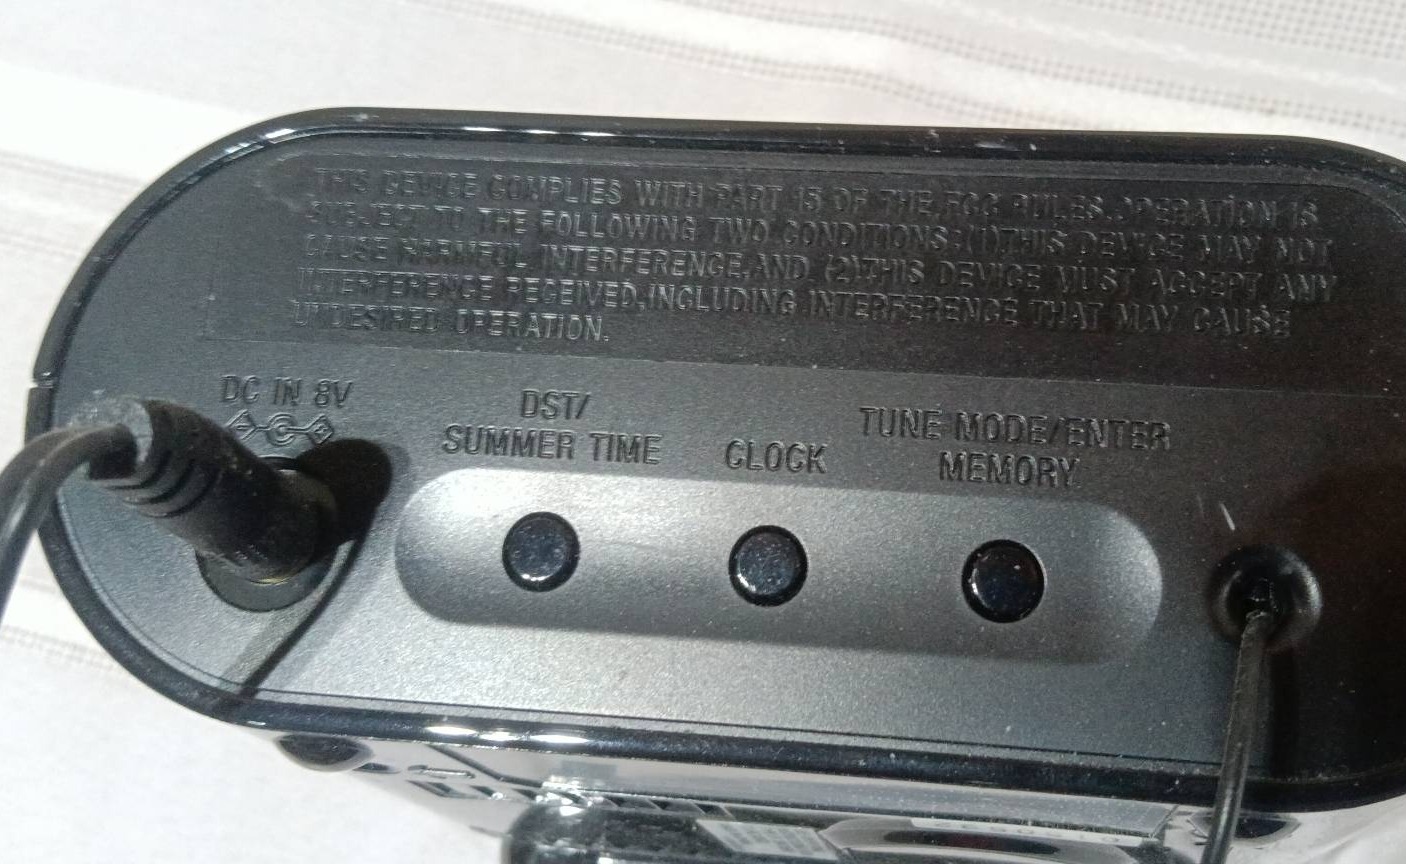 THIS DEVICE COMPLIES WITH PART 15 OF THE FCC RULES.OPERATION IS
SUBJECT TO THE FOLLOWING TWO CONDITIONS:(1)THIS DEVICE MAY NOT
CAUSE HARMFUL INTERFERENCE,AND (2)THIS DEVICE MUST ACCEPT ANY
INTERFERENCE RECEIVED,INCLUDING INTERFERENCE THAT MAY CAUSE
UNDESIRED OPERATION.
DC IN 8V
DST/
SUMMER TIME
CLOCK
TUNE MODE/ENTER
MEMORY